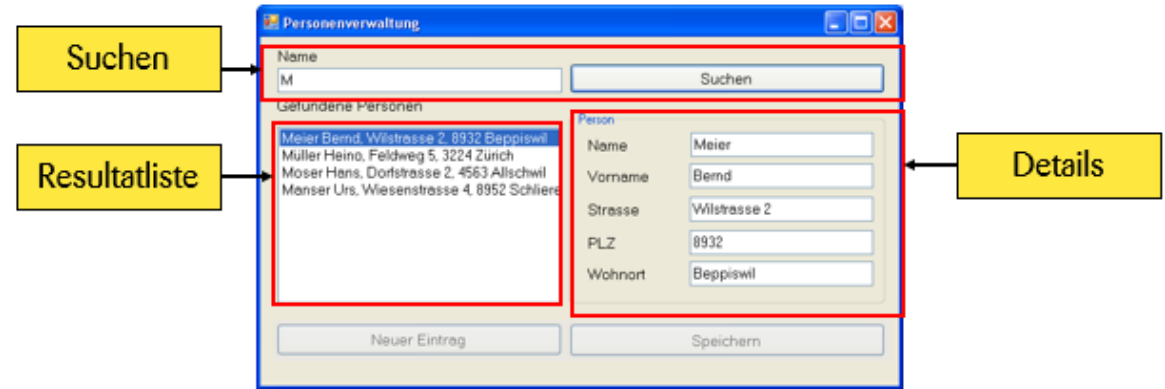 Personenverwaltung
Suchen
Name
M
Suchen
Gefundene Personen
Resultatliste
Meier Bernd, Wilstrasse 2, 8932 Beppiswil
Müller Heino, Feldweg 5, 3224 Zürich
Moser Hans, Dorfstrasse 2, 4563 Allschwil
Manser Urs, Wiesenstrasse 4, 8952 Schliere
Details
Person
Name Meier
Vorname Bernd
Strasse Wilstrasse 2
PLZ 8932
Wohnort Beppiswil
Neuer Eintrag
Speichern